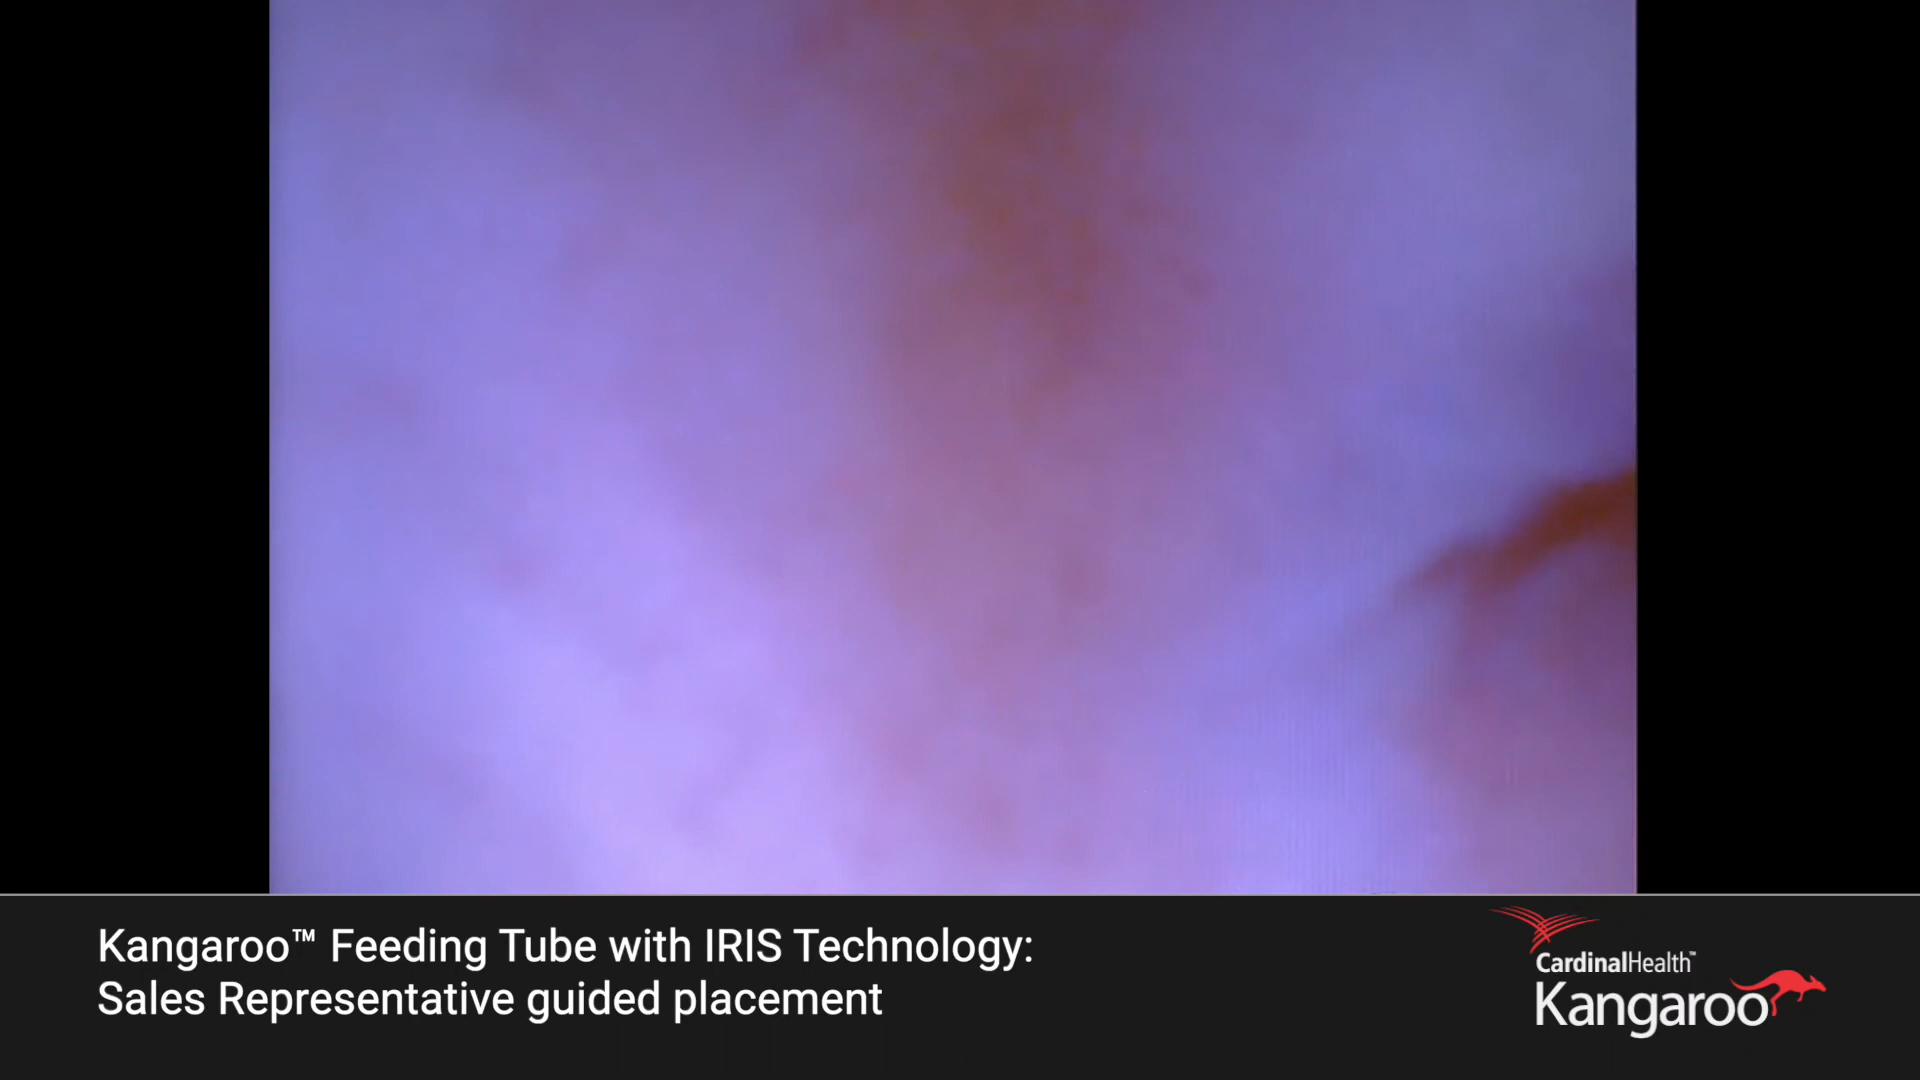 Kangaroo™ Feeding Tube with IRIS Technology:
Sales Representative guided placement
CardinalHealth™
Kangaroo